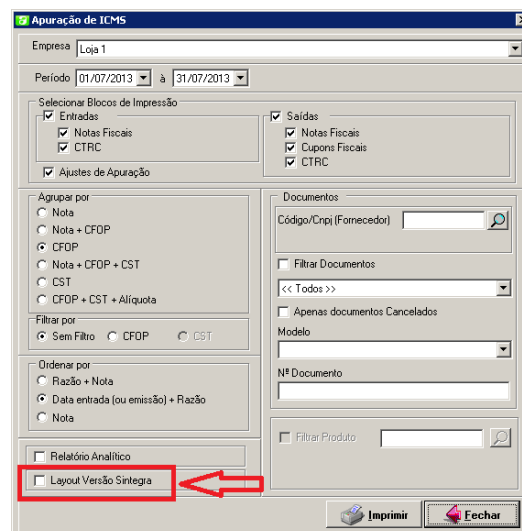 Apuração de ICMS
Empresa Loja 1
Período 01/07/2013 à 31/07/2013
Selecionar Blocos de Impressão
Entradas
Notas Fiscais
CTRC
Ajustes de Apuração
Saídas
Notas Fiscais
Cupons Fiscais
CTRC
Agrupar por
Nota
Nota + CFOP
CFOP
Nota + CFOP + CST
CST
CFOP + CST + Alíquota
Filtrar por
Sem Filtro CFOP CST
Ordenar por
Razão + Nota
Data entrada (ou emissão) + Razão
Nota
Relatório Analítico
Layout Versão Sintegra
Documentos
Código/Cnpj (Fornecedor)
Filtrar Documentos
<< Todos >>
Apenas documentos Cancelados
Modelo
Nº Documento
Filtrar Produto
Imprimir Fechar